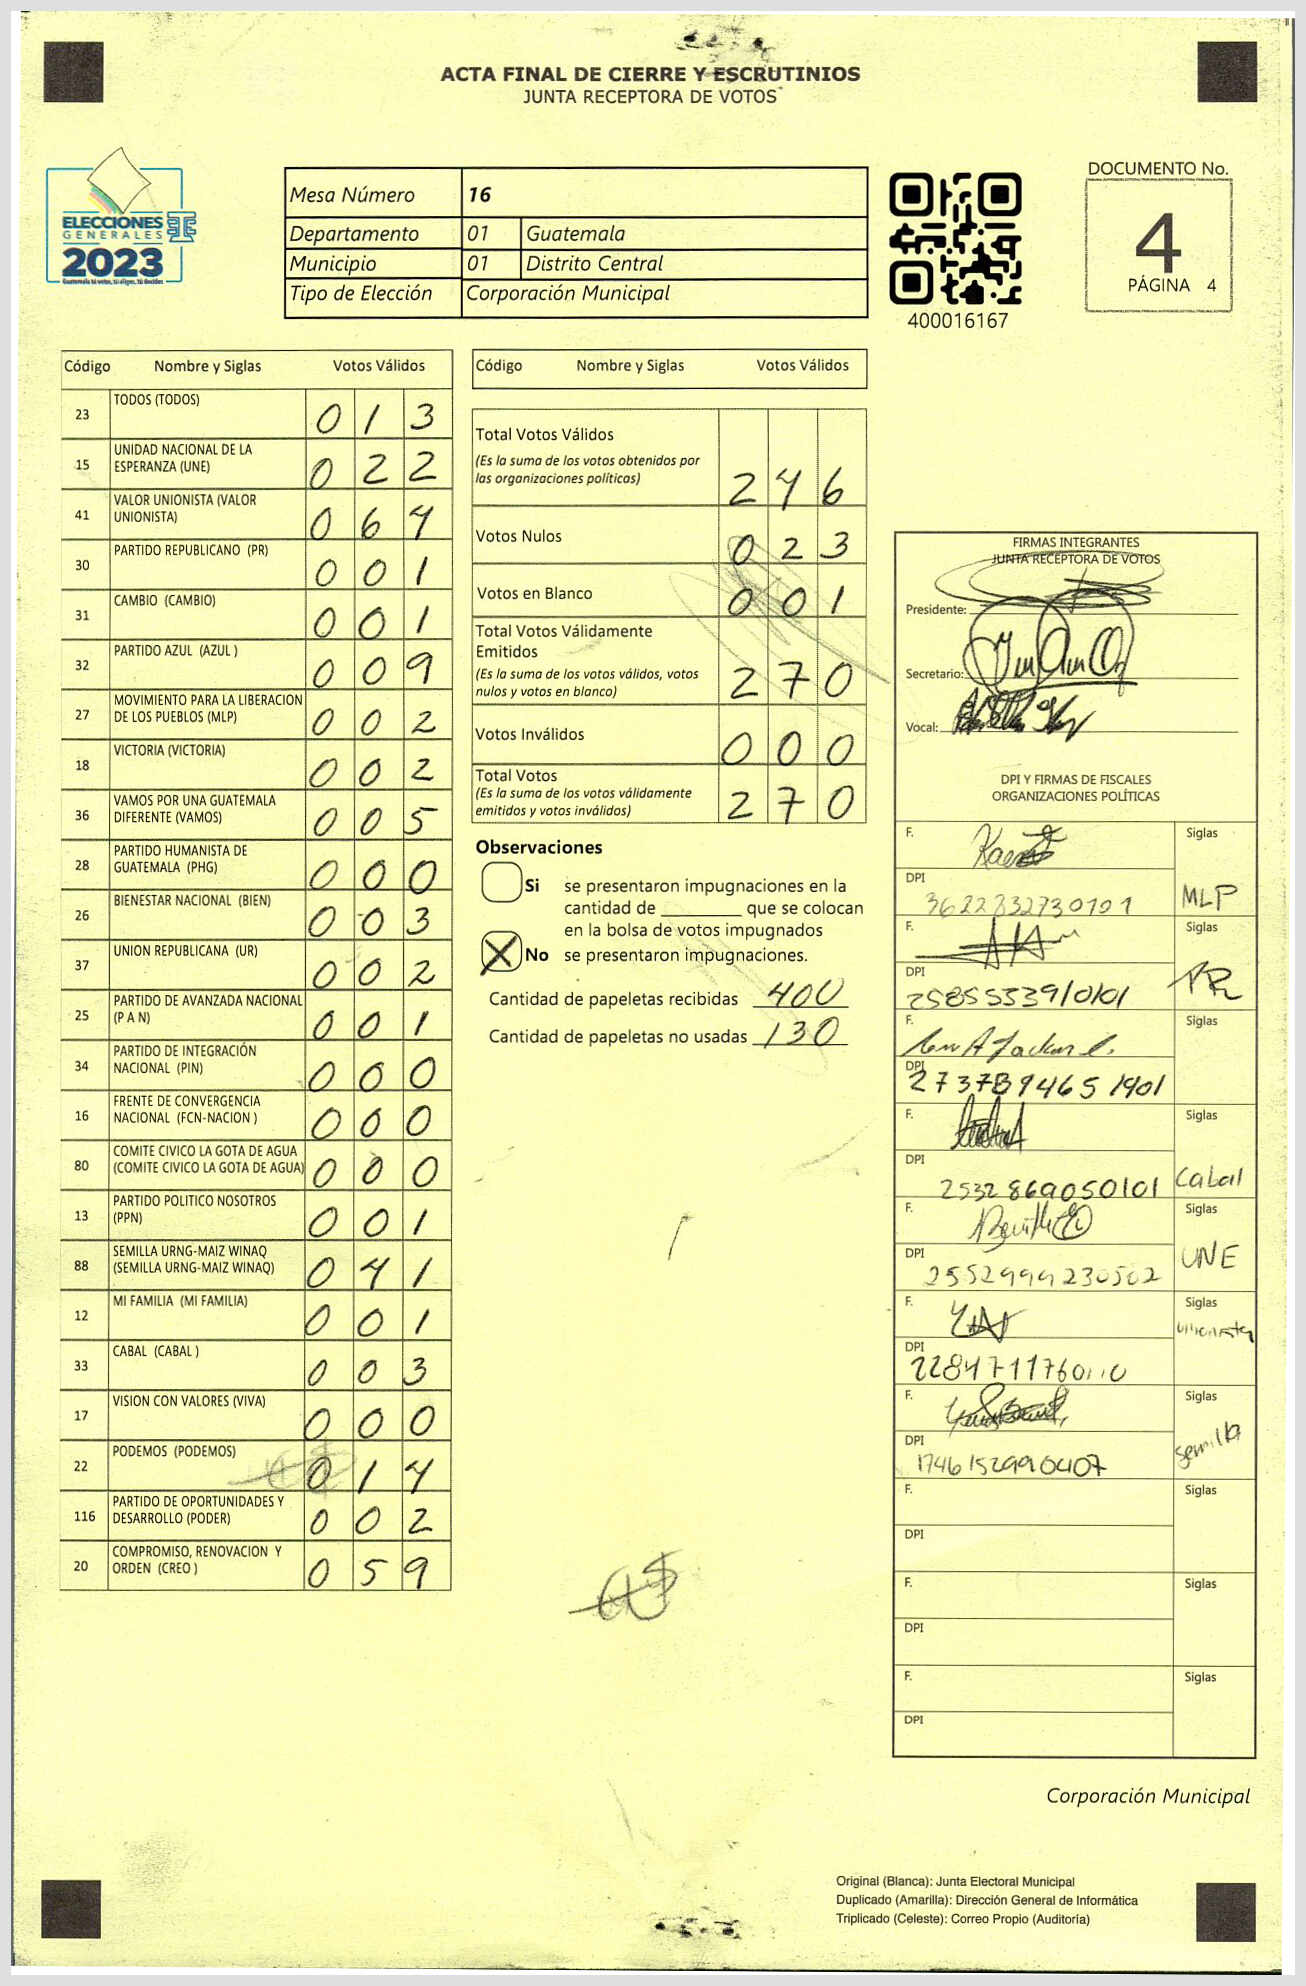 ACTA FINAL DE CIERRE Y ESCRUTINIOS
JUNTA RECEPTORA DE VOTOS
ELECCIONES
GENERALES
2023
Mesa Número 16
Departamento 01 Guatemala
Municipio 01 Distrito Central
Tipo de Elección Corporación Municipal
400016167
DOCUMENTO No.
4
PÁGINA 4
Código Nombre y Siglas Votos Válidos
23 TODOS (TODOS) 0 1 3
15 UNIDAD NACIONAL DE LA
ESPERANZA (UNE) 0 2 2
41 VALOR UNIONISTA (VALOR
UNIONISTA) 0 6 4
30 PARTIDO REPUBLICANO (PR) 0 0 1
31 CAMBIO (CAMBIO) 0 0 1
32 PARTIDO AZUL (AZUL ) 0 0 9
27 MOVIMIENTO PARA LA LIBERACION
DE LOS PUEBLOS (MLP) 0 0 2
18 VICTORIA (VICTORIA) 0 0 2
36 VAMOS POR UNA GUATEMALA
DIFERENTE (VAMOS) 0 0 5
28 PARTIDO HUMANISTA DE
GUATEMALA (PHG) 0 0 0
26 BIENESTAR NACIONAL (BIEN) 0 0 3
37 UNION REPUBLICANA (UR) 0 0 2
25 PARTIDO DE AVANZADA NACIONAL
(P A N) 0 0 1
34 PARTIDO DE INTEGRACIÓN
NACIONAL (PIN) 0 0 0
16 FRENTE DE CONVERGENCIA
NACIONAL (FCN-NACION ) 0 0 0
80 COMITE CIVICO LA GOTA DE AGUA
(COMITE CIVICO LA GOTA DE AGUA) 0 0 0
13 PARTIDO POLITICO NOSOTROS
(PPN) 0 0 1
88 SEMILLA URNG-MAIZ WINAQ
(SEMILLA URNG-MAIZ WINAQ) 0 4 1
12 MI FAMILIA (MI FAMILIA) 0 0 1
33 CABAL (CABAL ) 0 0 3
17 VISION CON VALORES (VIVA) 0 0 0
22 PODEMOS (PODEMOS) 0 1 4
116 PARTIDO DE OPORTUNIDADES Y
DESARROLLO (PODER) 0 0 2
20 COMPROMISO, RENOVACION Y
ORDEN (CREO ) 0 5 9
Código Nombre y Siglas Votos Válidos
Total Votos Válidos
(Es la suma de los votos obtenidos por
las organizaciones políticas) 2 4 6
Votos Nulos 0 2 3
Votos en Blanco 0 0 1
Total Votos Válidamente
Emitidos
(Es la suma de los votos válidos, votos
nulos y votos en blanco) 2 7 0
Votos Inválidos 0 0 0
Total Votos
(Es la suma de los votos válidamente
emitidos y votos inválidos) 2 7 0
Observaciones
Si se presentaron impugnaciones en la
cantidad de ________ que se colocan
en la bolsa de votos impugnados
X No se presentaron impugnaciones.
Cantidad de papeletas recibidas 400
Cantidad de papeletas no usadas 130
FIRMAS INTEGRANTES
JUNTA RECEPTORA DE VOTOS
Presidente:
Secretario:
Vocal:
DPI Y FIRMAS DE FISCALES
ORGANIZACIONES POLÍTICAS
F. Siglas
DPI 3622832730101 MLP
F. Siglas
DPI 2585533910101 PR
F. Siglas
DPI 2737894651901
F. Siglas
DPI 2532869050101 Cabal
F. Siglas
DPI 2552999230502 UNE
F. Siglas
DPI unionista
F. Siglas
DPI 1746152990407 Semilla
F. Siglas
DPI
F. Siglas
DPI
F. Siglas
DPI
Corporación Municipal
Original (Blanca): Junta Electoral Municipal
Duplicado (Amarilla): Dirección General de Informática
Triplicado (Celeste): Correo Propio (Auditoría)